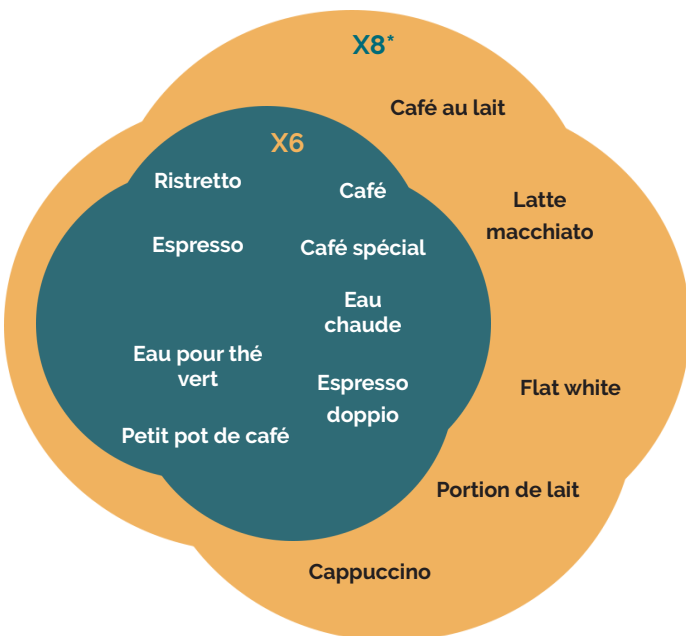 X8*
Café au lait
X6
Ristretto
Café
Latte
macchiato
Espresso
Café spécial
Eau
chaude
Eau pour thé
vert
Espresso
doppio
Flat white
Petit pot de café
Portion de lait
Cappuccino